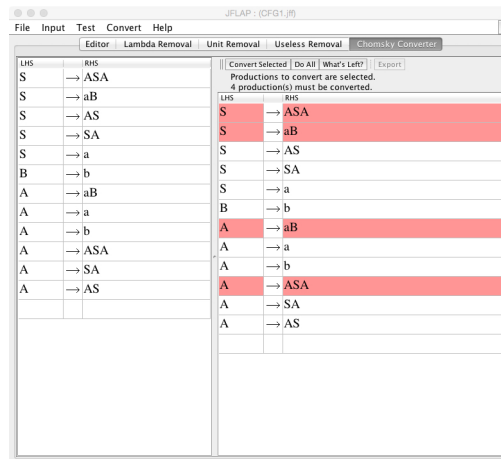 JFLAP : (CFG1.jff)
File Input Test Convert Help
Editor Lambda Removal Unit Removal Useless Removal Chomsky Converter
LHS RHS
S → ASA
S → aB
S → AS
S → SA
S → a
B → b
A → aB
A → a
A → b
A → ASA
A → SA
A → AS
Convert Selected Do All What's Left? Export
Productions to convert are selected.
4 production(s) must be converted.
LHS RHS
S → ASA
S → aB
S → AS
S → SA
S → a
B → b
A → aB
A → a
A → b
A → ASA
A → SA
A → AS